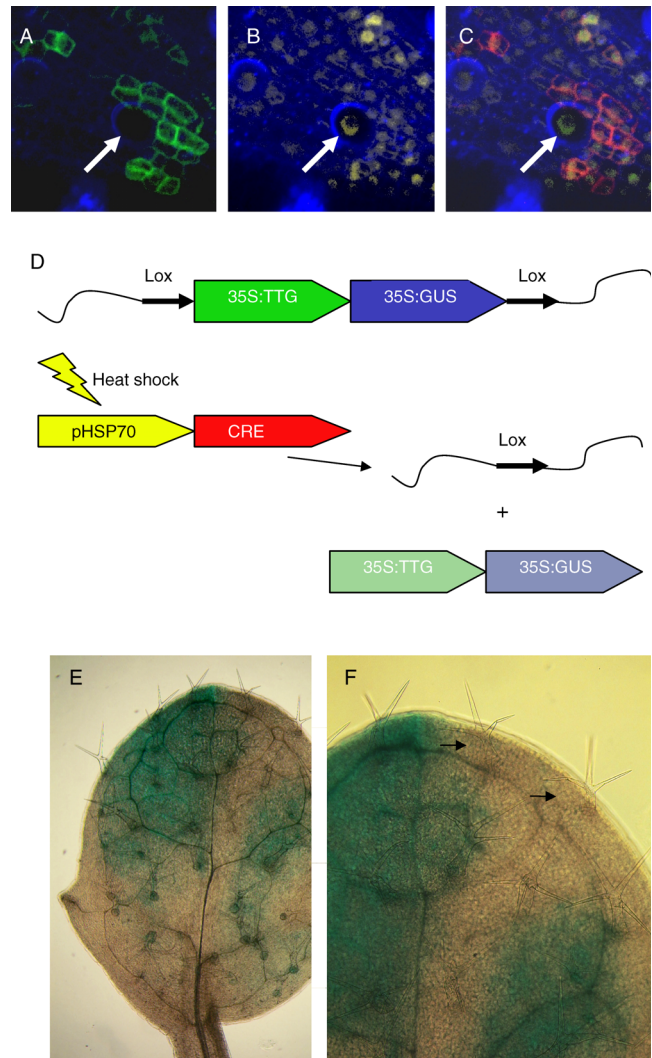 A
B
C
D
Lox
35S:TTG
35S:GUS
Lox
Heat shock
pHSP70
CRE
Lox
+
35S:TTG
35S:GUS
E
F